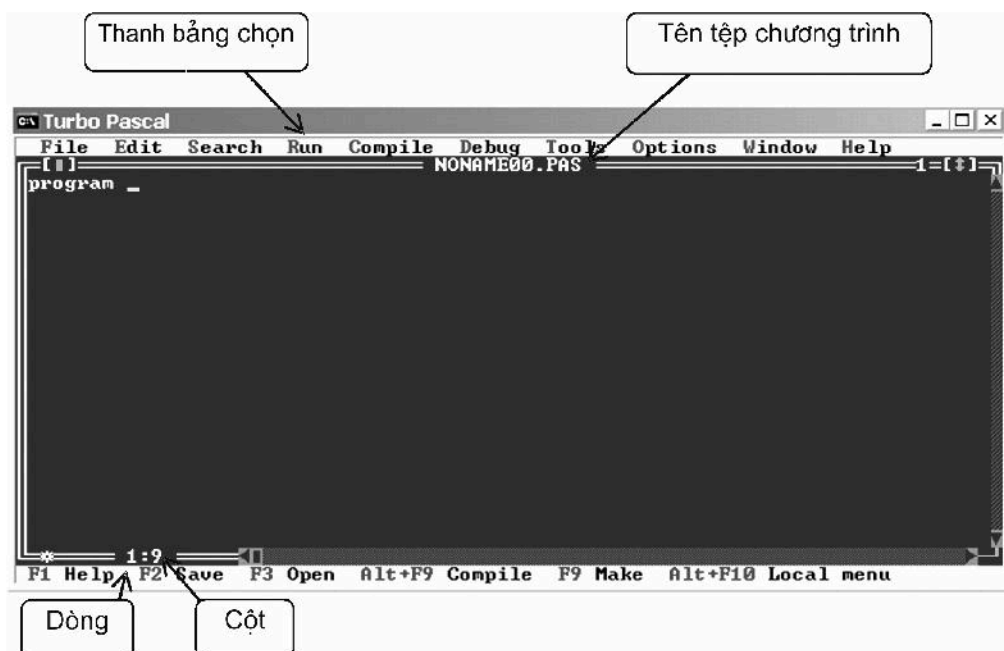 Thanh bảng chọn
Tên tệp chương trình
Turbo Pascal
File Edit Search Run Compile Debug Tools Options Window Help
NONAME00.PAS 1=[↕]
program _
1:9
F1 Help F2 Save F3 Open Alt+F9 Compile F9 Make Alt+F10 Local menu
Dòng
Cột